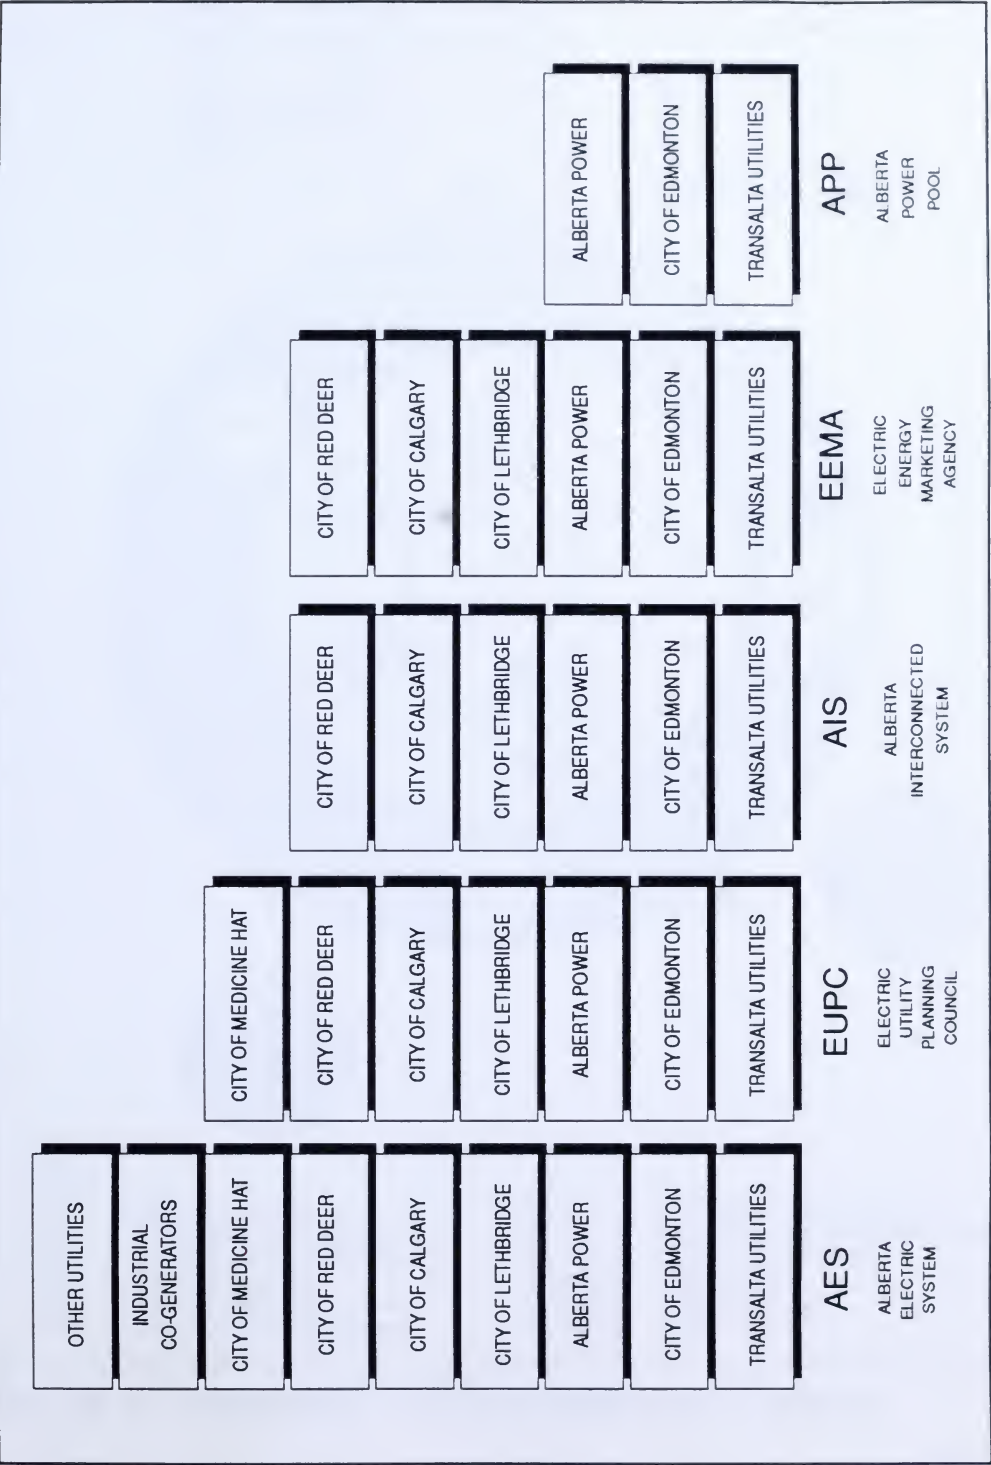 OTHER UTILITIES
INDUSTRIAL
CO-GENERATORS
CITY OF MEDICINE HAT
CITY OF RED DEER
CITY OF CALGARY
CITY OF LETHBRIDGE
ALBERTA POWER
CITY OF EDMONTON
TRANSALTA UTILITIES
AES
ALBERTA
ELECTRIC
SYSTEM
CITY OF MEDICINE HAT
CITY OF RED DEER
CITY OF CALGARY
CITY OF LETHBRIDGE
ALBERTA POWER
CITY OF EDMONTON
TRANSALTA UTILITIES
EUPC
ELECTRIC
UTILITY
PLANNING
COUNCIL
CITY OF RED DEER
CITY OF CALGARY
CITY OF LETHBRIDGE
ALBERTA POWER
CITY OF EDMONTON
TRANSALTA UTILITIES
AIS
ALBERTA
INTERCONNECTED
SYSTEM
CITY OF RED DEER
CITY OF CALGARY
CITY OF LETHBRIDGE
ALBERTA POWER
CITY OF EDMONTON
TRANSALTA UTILITIES
EEMA
ELECTRIC
ENERGY
MARKETING
AGENCY
ALBERTA POWER
CITY OF EDMONTON
TRANSALTA UTILITIES
APP
ALBERTA
POWER
POOL